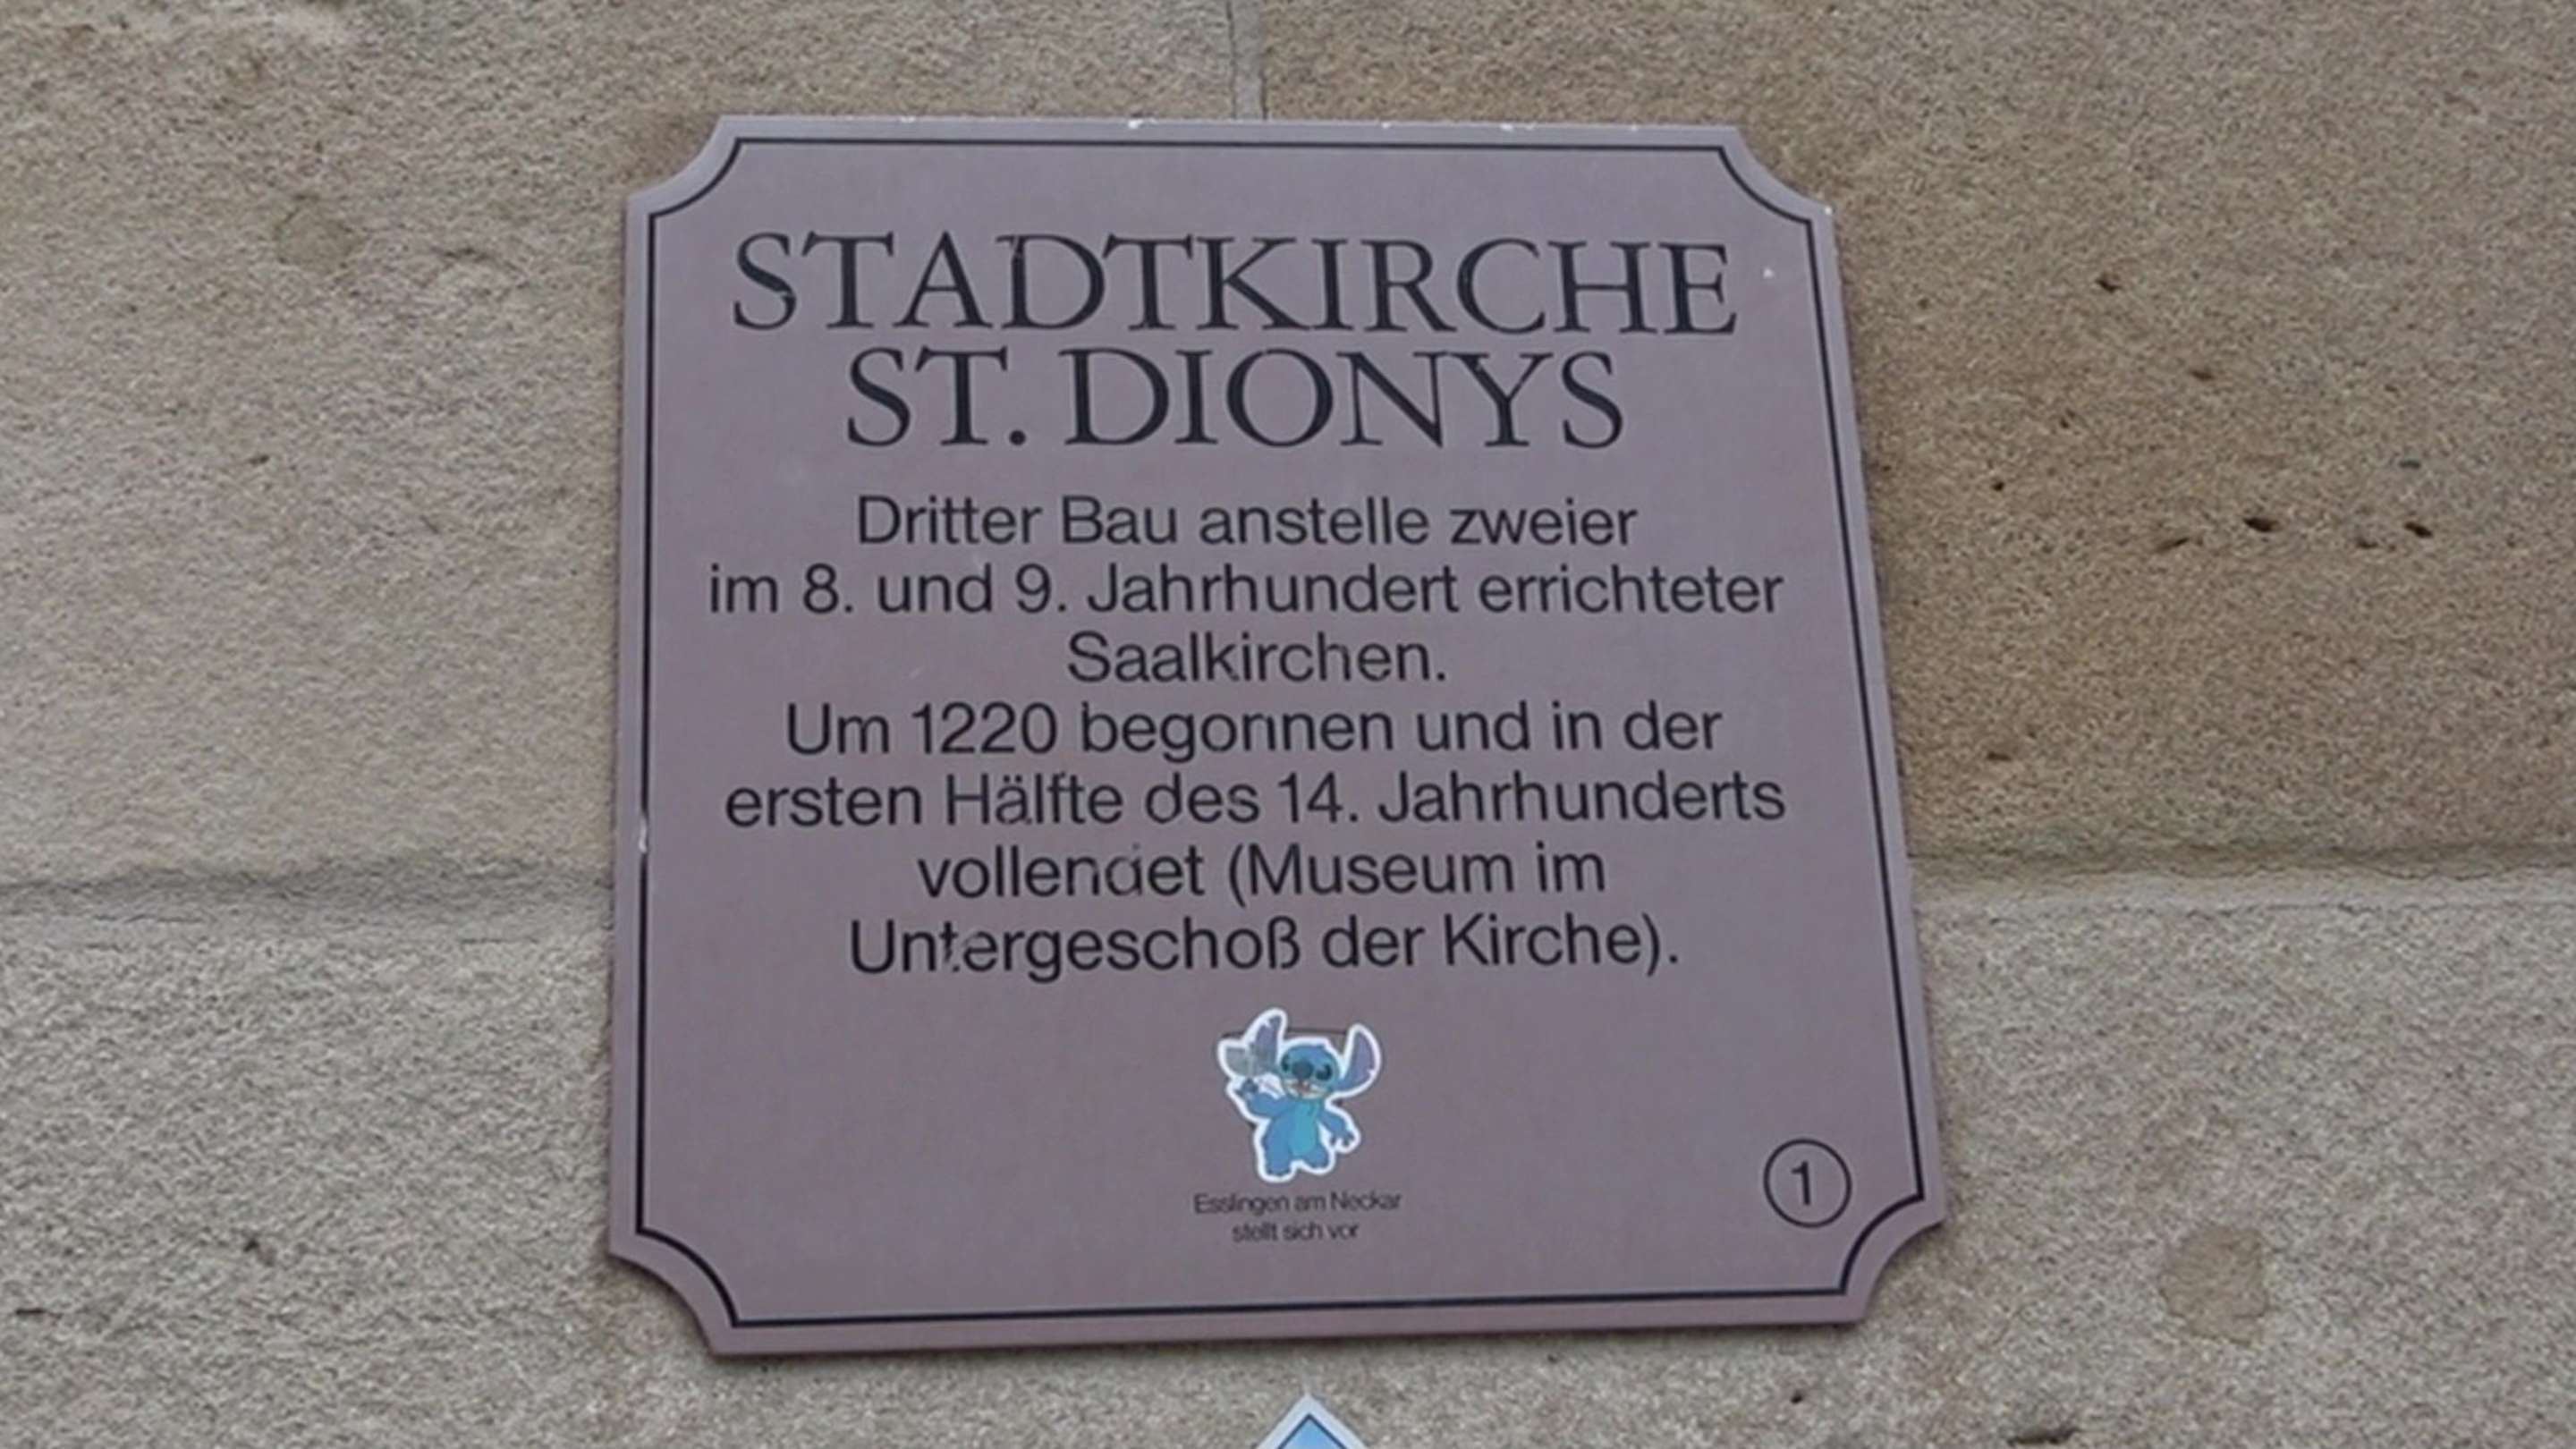 STADTKIRCHE
ST. DIONYS
Dritter Bau anstelle zweier
im 8. und 9. Jahrhundert errichteter
Saalkirchen.
Um 1220 begonnen und in der
ersten Hälfte des 14. Jahrhunderts
vollendet (Museum im
Untergeschoß der Kirche).
Esslingen am Neckar
stellt sich vor
1